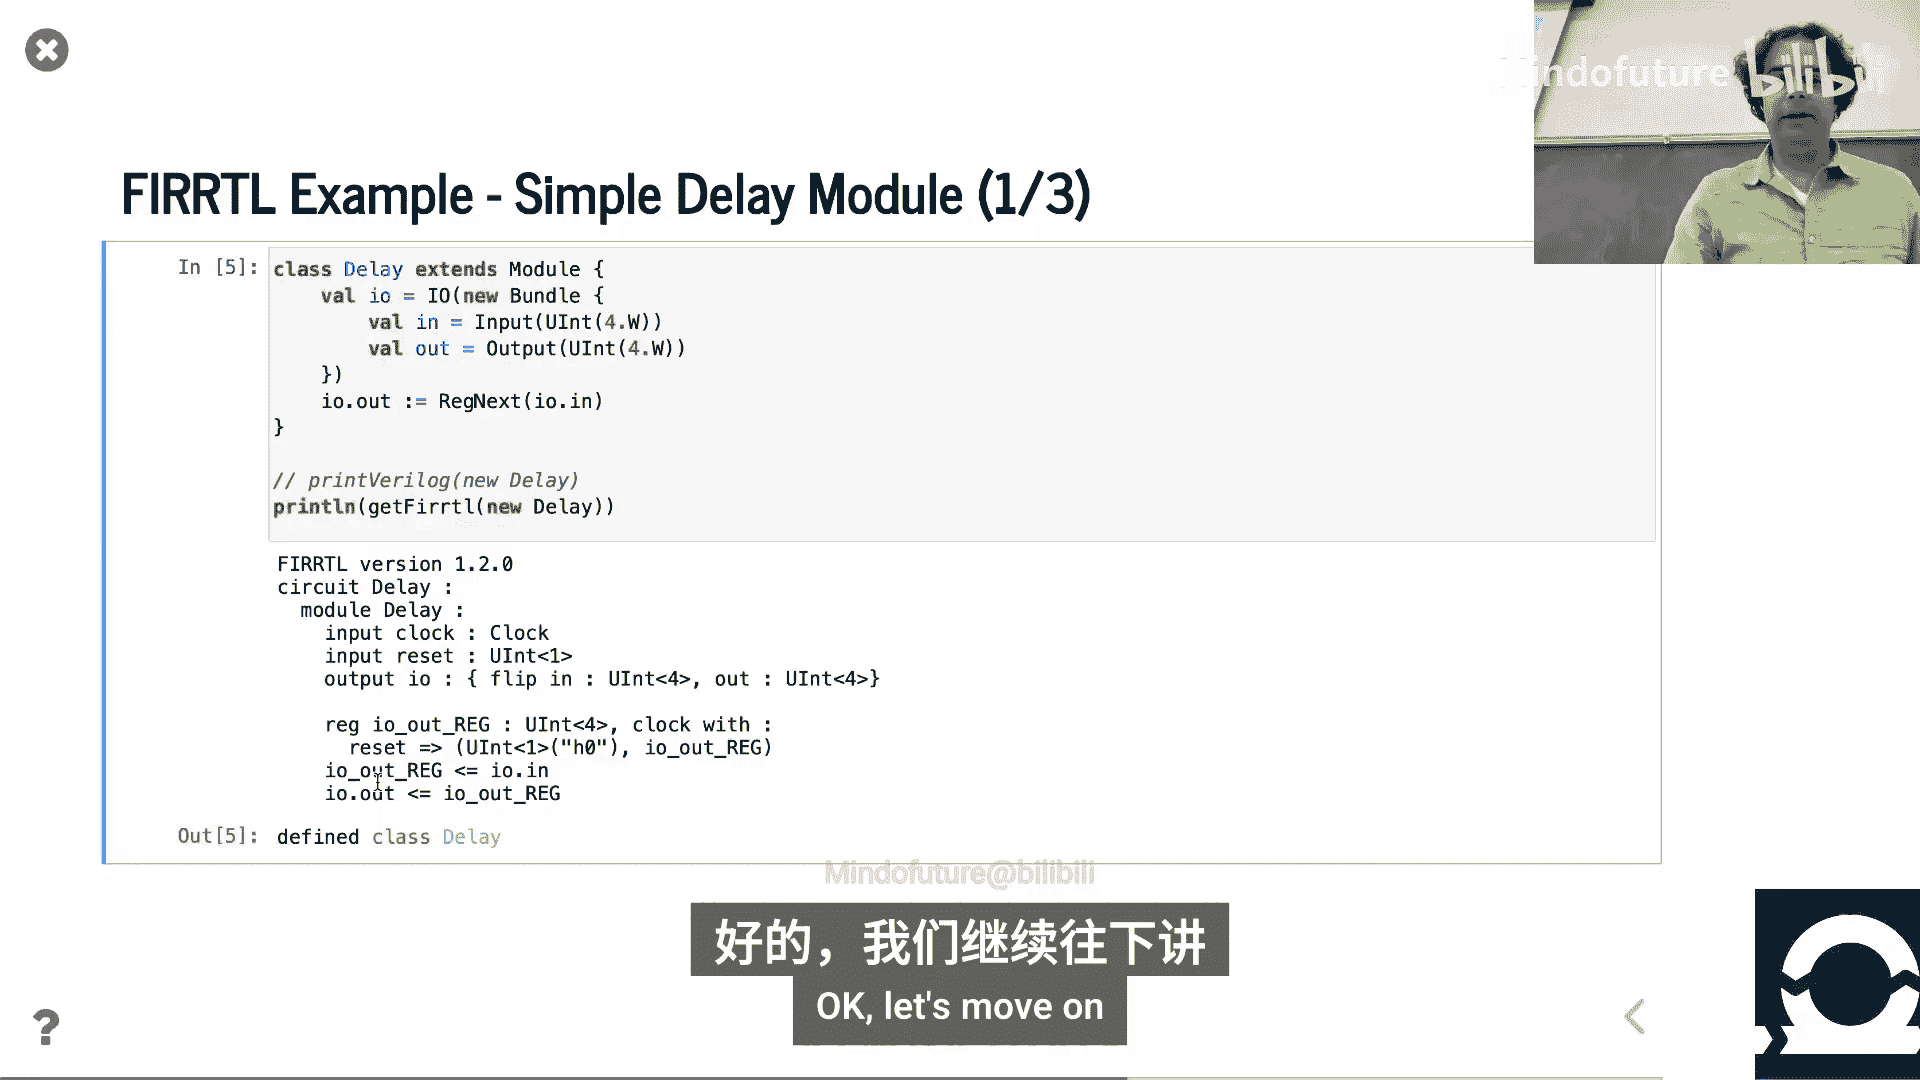 indofuture bilibili
FIRRTL Example - Simple Delay Module (1/3)
In [5]:
class Delay extends Module {
    val io = IO(new Bundle {
        val in = Input(UInt(4.W))
        val out = Output(UInt(4.W))
    })
    io.out := RegNext(io.in)
}
// printVerilog(new Delay)
println(getFirrtl(new Delay))
FIRRTL version 1.2.0
circuit Delay :
  module Delay :
    input clock : Clock
    input reset : UInt<1>
    output io : { flip in : UInt<4>, out : UInt<4>}
    reg io_out_REG : UInt<4>, clock with :
      reset => (UInt<1>("h0"), io_out_REG)
    io_out_REG <= io.in
    io.out <= io_out_REG
Out[5]: defined class Delay
Mindofuture@bilibili
好的，我们继续往下讲
OK, let's move on
?